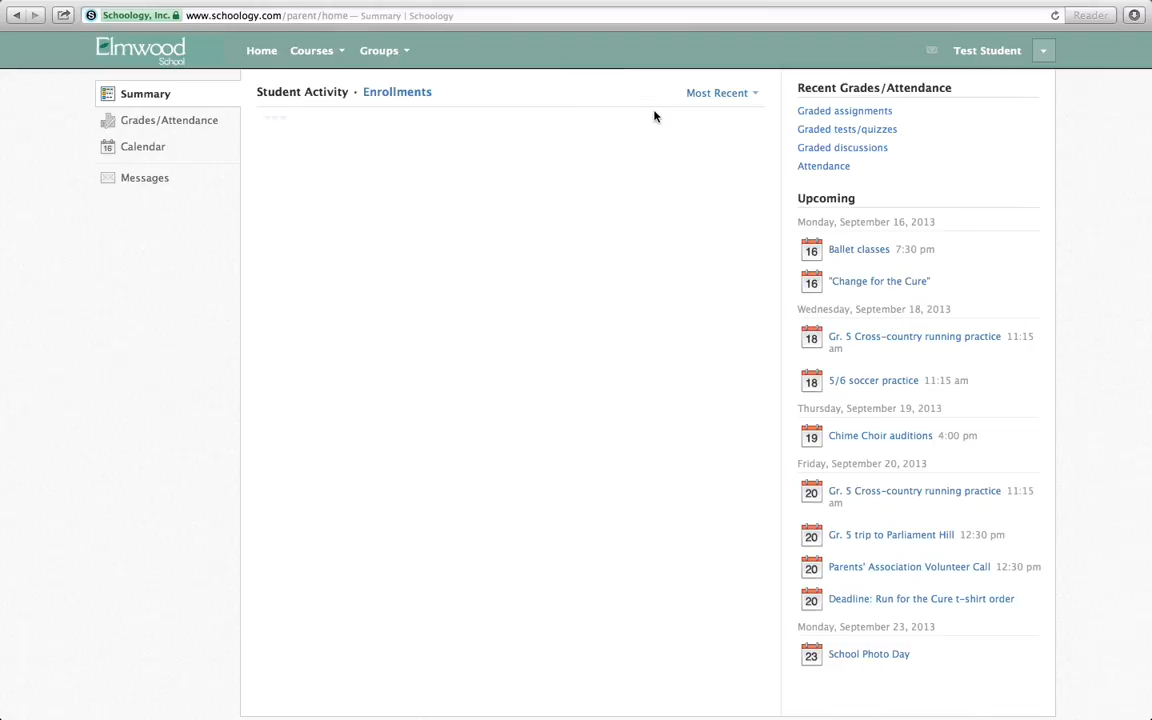 Schoology, Inc. www.schoology.com/parent/home — Summary | Schoology
Reader
Elmwood
School
Home Courses Groups
Test Student
Summary
Grades/Attendance
16 Calendar
Messages
Student Activity · Enrollments
Most Recent
Recent Grades/Attendance
Graded assignments
Graded tests/quizzes
Graded discussions
Attendance
Upcoming
Monday, September 16, 2013
16 Ballet classes 7:30 pm
16 "Change for the Cure"
Wednesday, September 18, 2013
18 Gr. 5 Cross-country running practice 11:15
am
18 5/6 soccer practice 11:15 am
Thursday, September 19, 2013
19 Chime Choir auditions 4:00 pm
Friday, September 20, 2013
20 Gr. 5 Cross-country running practice 11:15
am
20 Gr. 5 trip to Parliament Hill 12:30 pm
20 Parents' Association Volunteer Call 12:30 pm
20 Deadline: Run for the Cure t-shirt order
Monday, September 23, 2013
23 School Photo Day